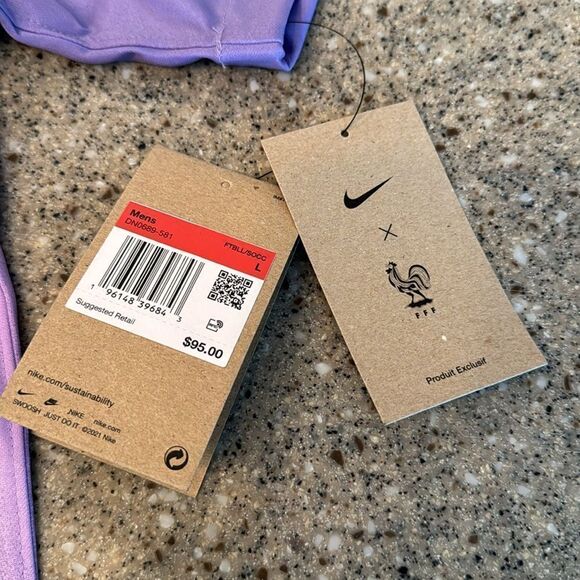 Mens
DN0689-581
FTBLL/SOCC
L
1 96148 39684 3
Suggested Retail
$95.00
nike.com/sustainability
NIKE nike.com
SWOOSH JUST DO IT ©2021 Nike
×
FFF
Produit Exclusif